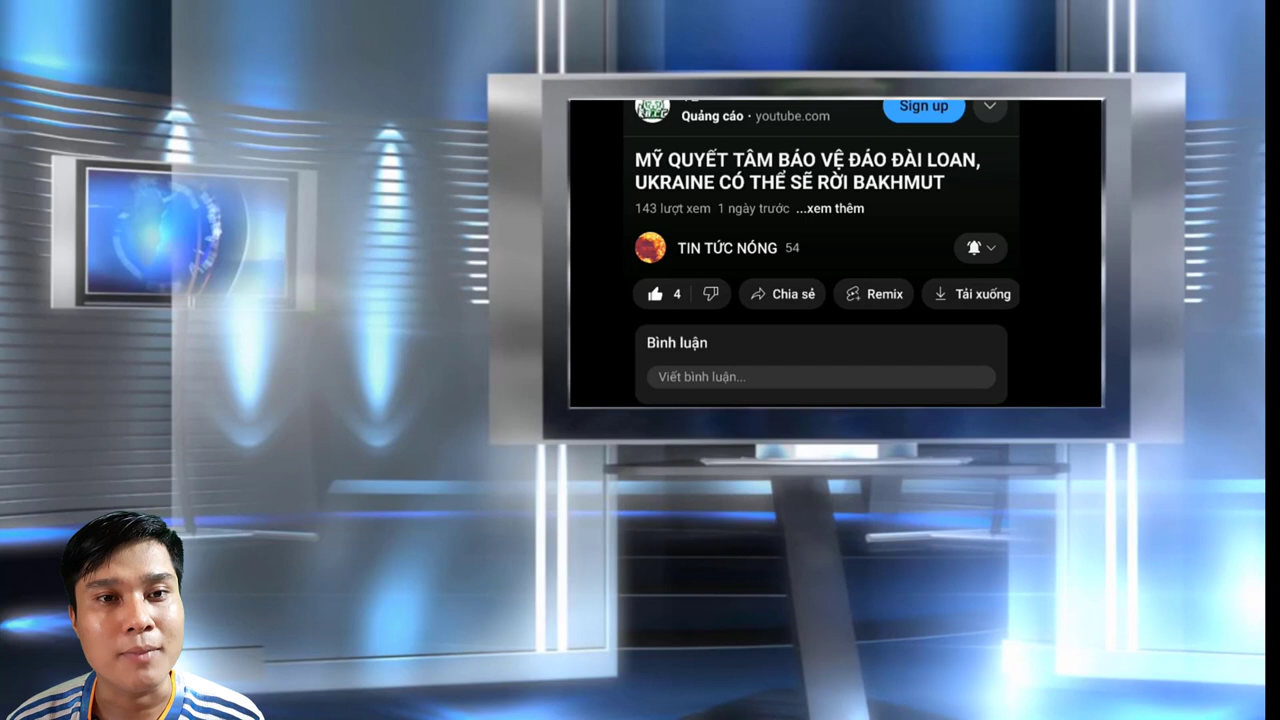 Quảng cáo · youtube.com
Sign up
MỸ QUYẾT TÂM BẢO VỆ ĐẢO ĐÀI LOAN,
UKRAINE CÓ THỂ SẼ RỜI BAKHMUT
143 lượt xem 1 ngày trước ...xem thêm
TIN TỨC NÓNG 54
4 Chia sẻ Remix Tải xuống
Bình luận
Viết bình luận...